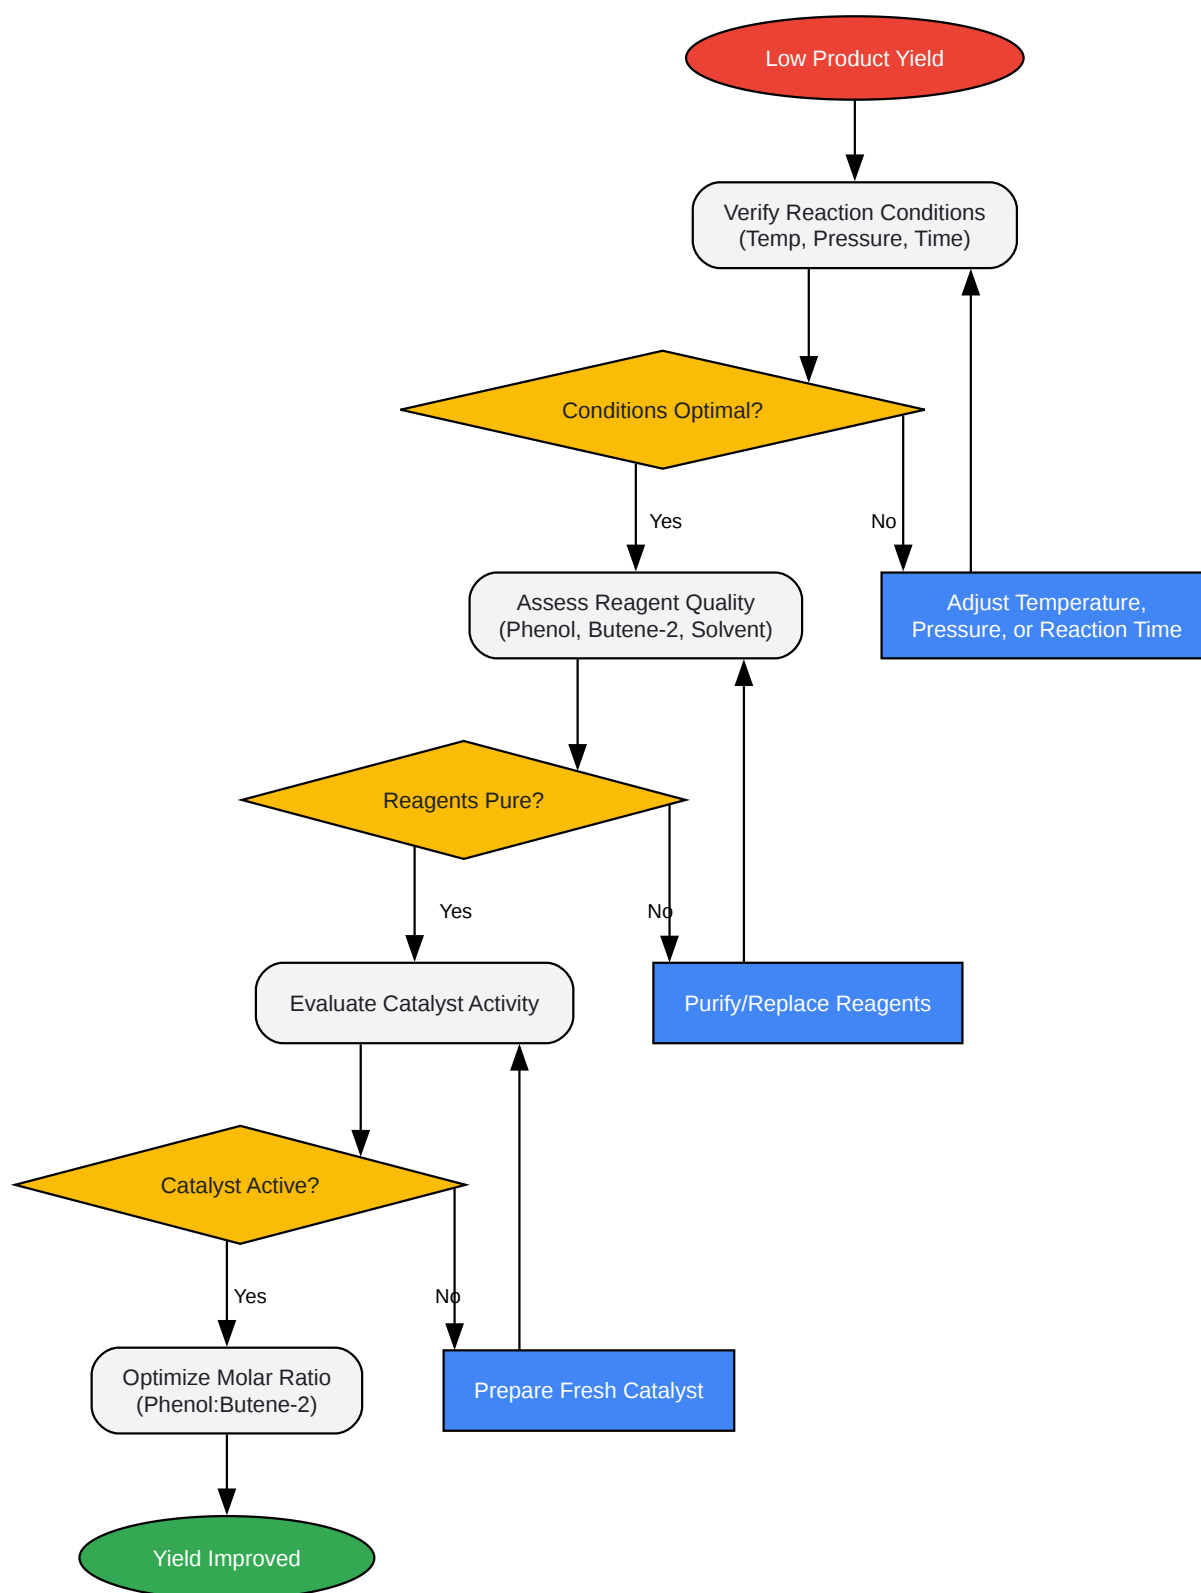 Low Product Yield
Verify Reaction Conditions
(Temp, Pressure, Time)
Conditions Optimal?
Yes
No
Assess Reagent Quality
(Phenol, Butene-2, Solvent)
Adjust Temperature,
Pressure, or Reaction Time
Reagents Pure?
Yes
No
Evaluate Catalyst Activity
Purify/Replace Reagents
Catalyst Active?
Yes
No
Optimize Molar Ratio
(Phenol:Butene-2)
Prepare Fresh Catalyst
Yield Improved